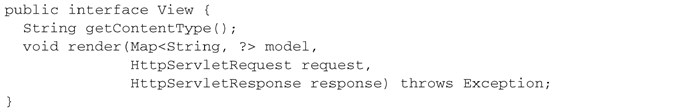 public interface View {
  String getContentType();
  void render(Map<String, ?> model,
              HttpServletRequest request,
              HttpServletResponse response) throws Exception;
}